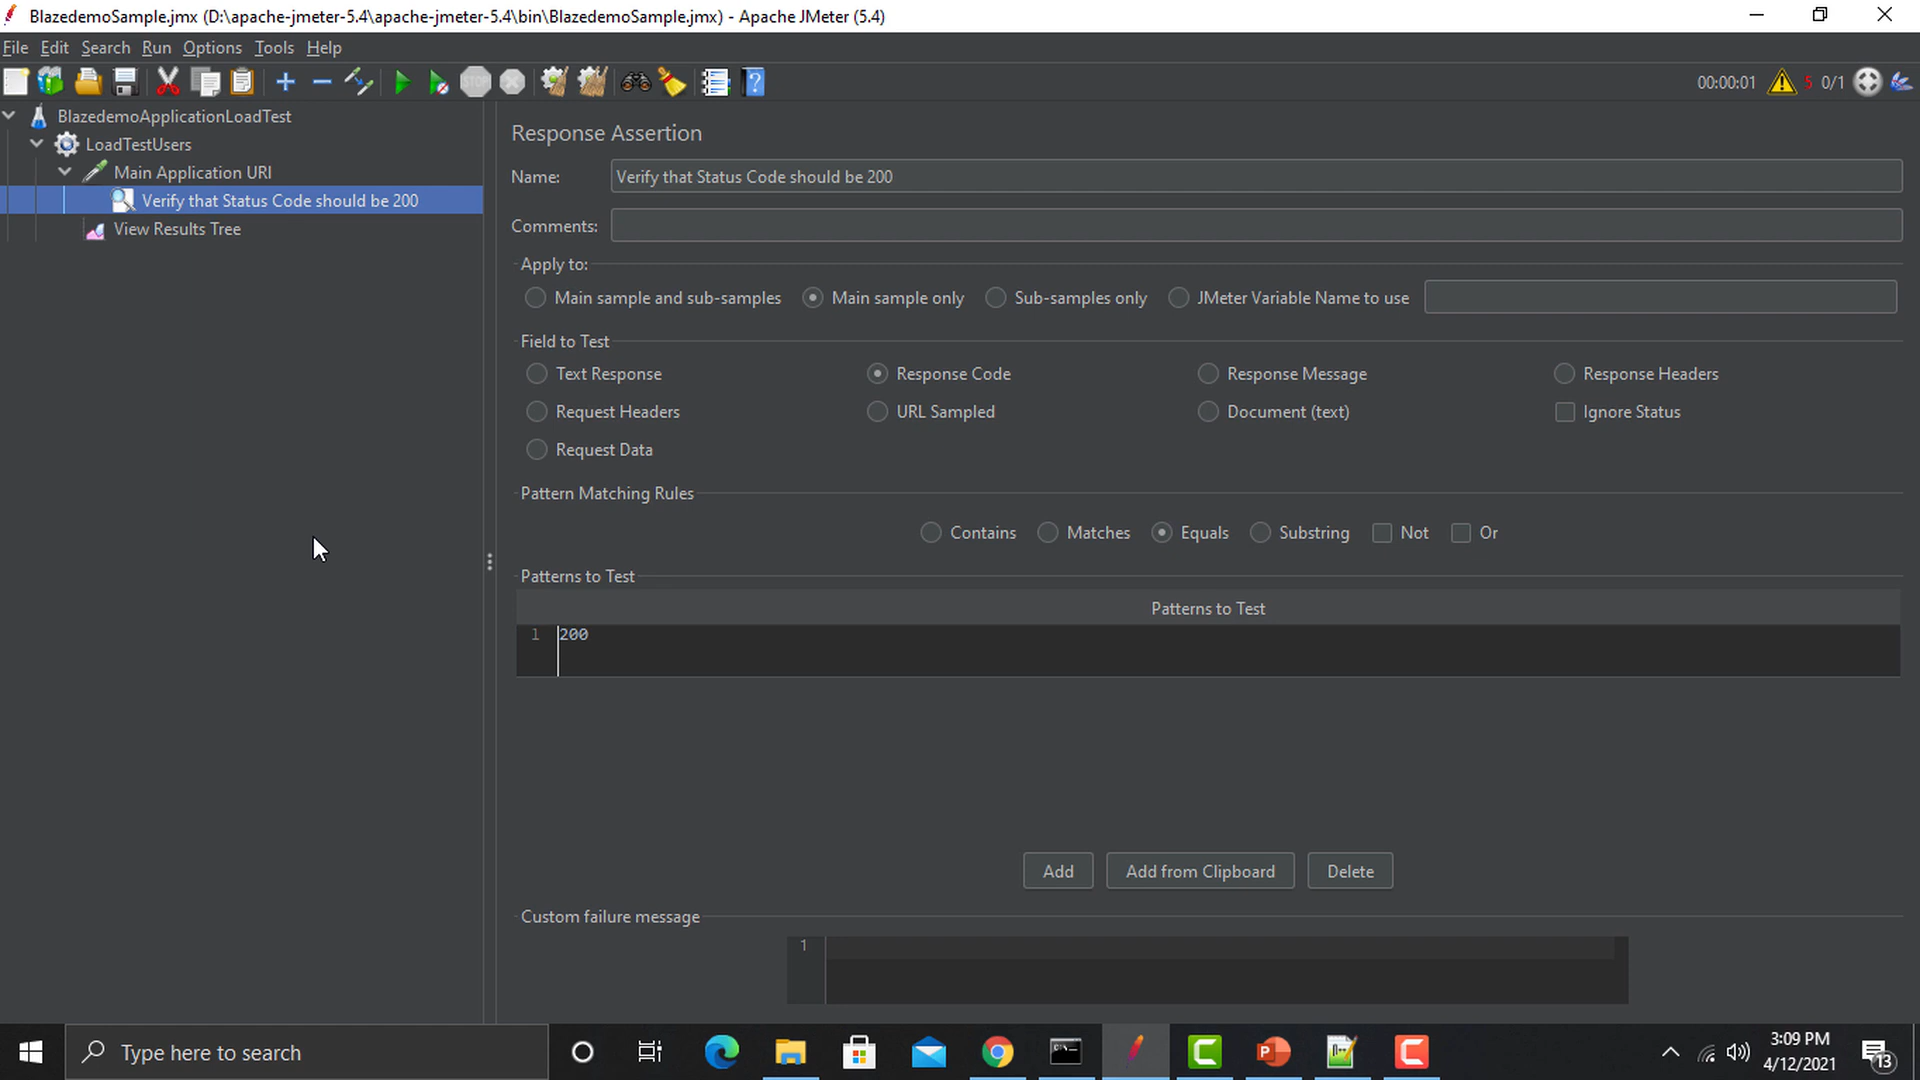 BlazedemoSample.jmx (D:\apache-jmeter-5.4\apache-jmeter-5.4\bin\BlazedemoSample.jmx) - Apache JMeter (5.4)
File Edit Search Run Options Tools Help
STOP ? 00:00:01 5 0/1
BlazedemoApplicationLoadTest
LoadTestUsers
Main Application URI
Verify that Status Code should be 200
View Results Tree
Response Assertion
Name: Verify that Status Code should be 200
Comments:
Apply to:
Main sample and sub-samples Main sample only Sub-samples only JMeter Variable Name to use
Field to Test
Text Response Response Code Response Message Response Headers
Request Headers URL Sampled Document (text) Ignore Status
Request Data
Pattern Matching Rules
Contains Matches Equals Substring Not Or
Patterns to Test
Patterns to Test
1 200
Add Add from Clipboard Delete
Custom failure message
1
Type here to search
3:09 PM
4/12/2021
13